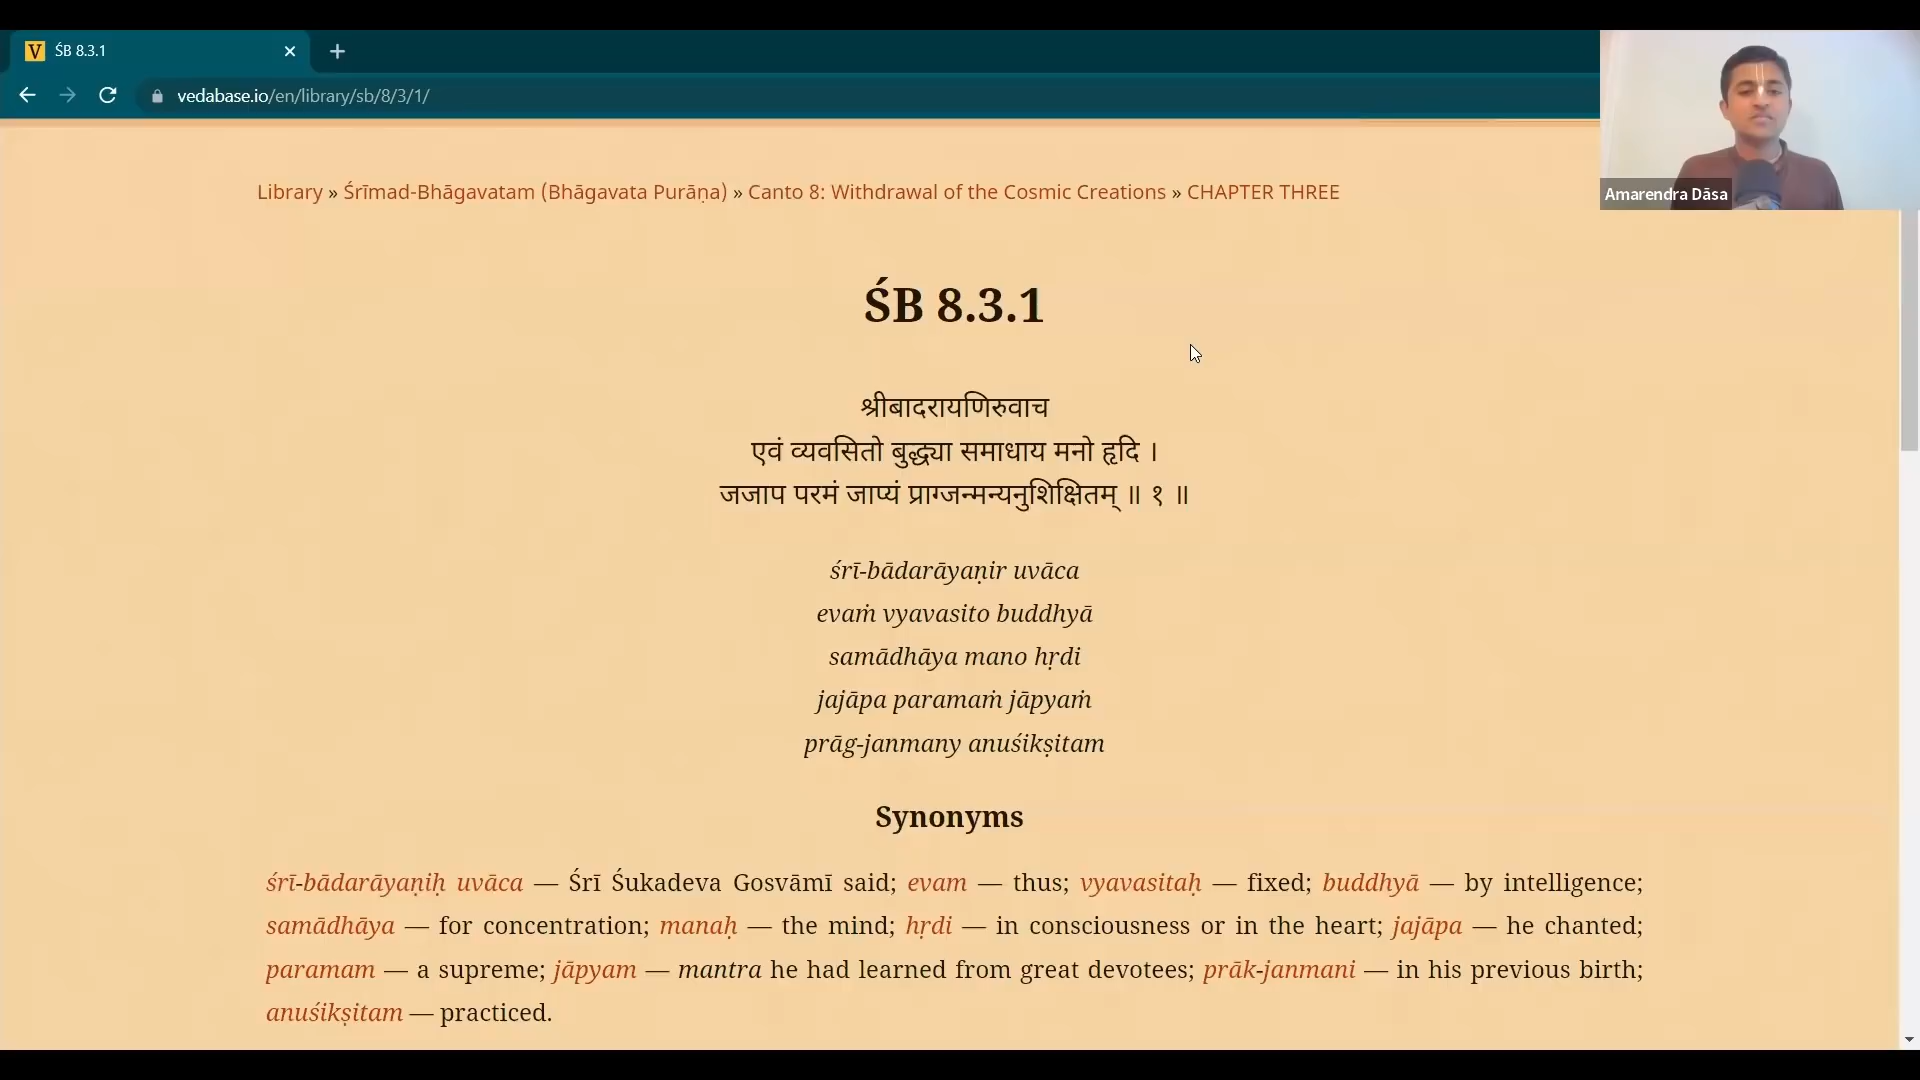 ŚB 8.3.1
vedabase.io/en/library/sb/8/3/1/
Amarendra Dāsa
Library » Śrīmad-Bhāgavatam (Bhāgavata Purāṇa) » Canto 8: Withdrawal of the Cosmic Creations » CHAPTER THREE
ŚB 8.3.1
श्रीबादरायणिरुवाच
एवं व्यवसितो बुद्ध्या समाधाय मनो हृदि ।
जजाप परमं जाप्यं प्राग्जन्मन्यनुशिक्षितम् ॥ १ ॥
śrī-bādarāyaṇir uvāca
evaṁ vyavasito buddhyā
samādhāya mano hṛdi
jajāpa paramaṁ jāpyaṁ
prāg-janmany anuśikṣitam
Synonyms
śrī-bādarāyaṇiḥ uvāca — Śrī Śukadeva Gosvāmī said; evam — thus; vyavasitaḥ — fixed; buddhyā — by intelligence;
samādhāya — for concentration; manaḥ — the mind; hṛdi — in consciousness or in the heart; jajāpa — he chanted;
paramam — a supreme; jāpyam — mantra he had learned from great devotees; prāk-janmani — in his previous birth;
anuśikṣitam — practiced.